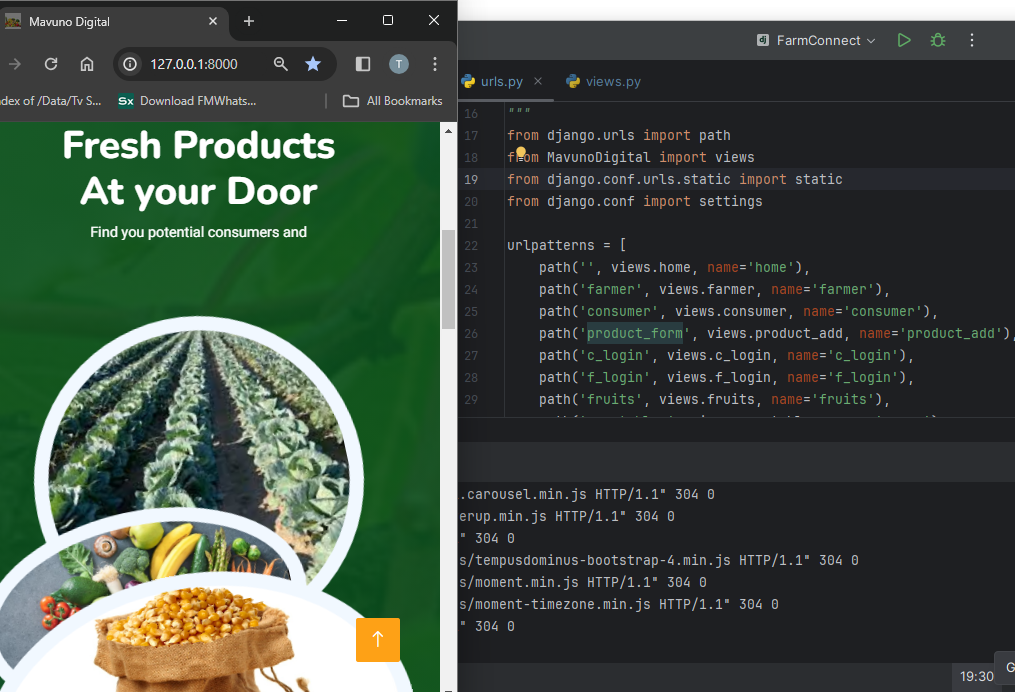 Mavuno Digital
FarmConnect
127.0.0.1:8000
T
urls.py
views.py
ndex of /Data/Tv S...
Sx Download FMWhats...
All Bookmarks
Fresh Products
At your Door
Find you potential consumers and
16 """
17 from django.urls import path
18 from MavunoDigital import views
19 from django.conf.urls.static import static
20 from django.conf import settings
21
22 urlpatterns = [
23 path('', views.home, name='home'),
24 path('farmer', views.farmer, name='farmer'),
25 path('consumer', views.consumer, name='consumer'),
26 path('product_form', views.product_add, name='product_add'),
27 path('c_login', views.c_login, name='c_login'),
28 path('f_login', views.f_login, name='f_login'),
29 path('fruits', views.fruits, name='fruits'),
.carousel.min.js HTTP/1.1" 304 0
erup.min.js HTTP/1.1" 304 0
" 304 0
s/tempusdominus-bootstrap-4.min.js HTTP/1.1" 304 0
s/moment.min.js HTTP/1.1" 304 0
s/moment-timezone.min.js HTTP/1.1" 304 0
" 304 0
19:30
G